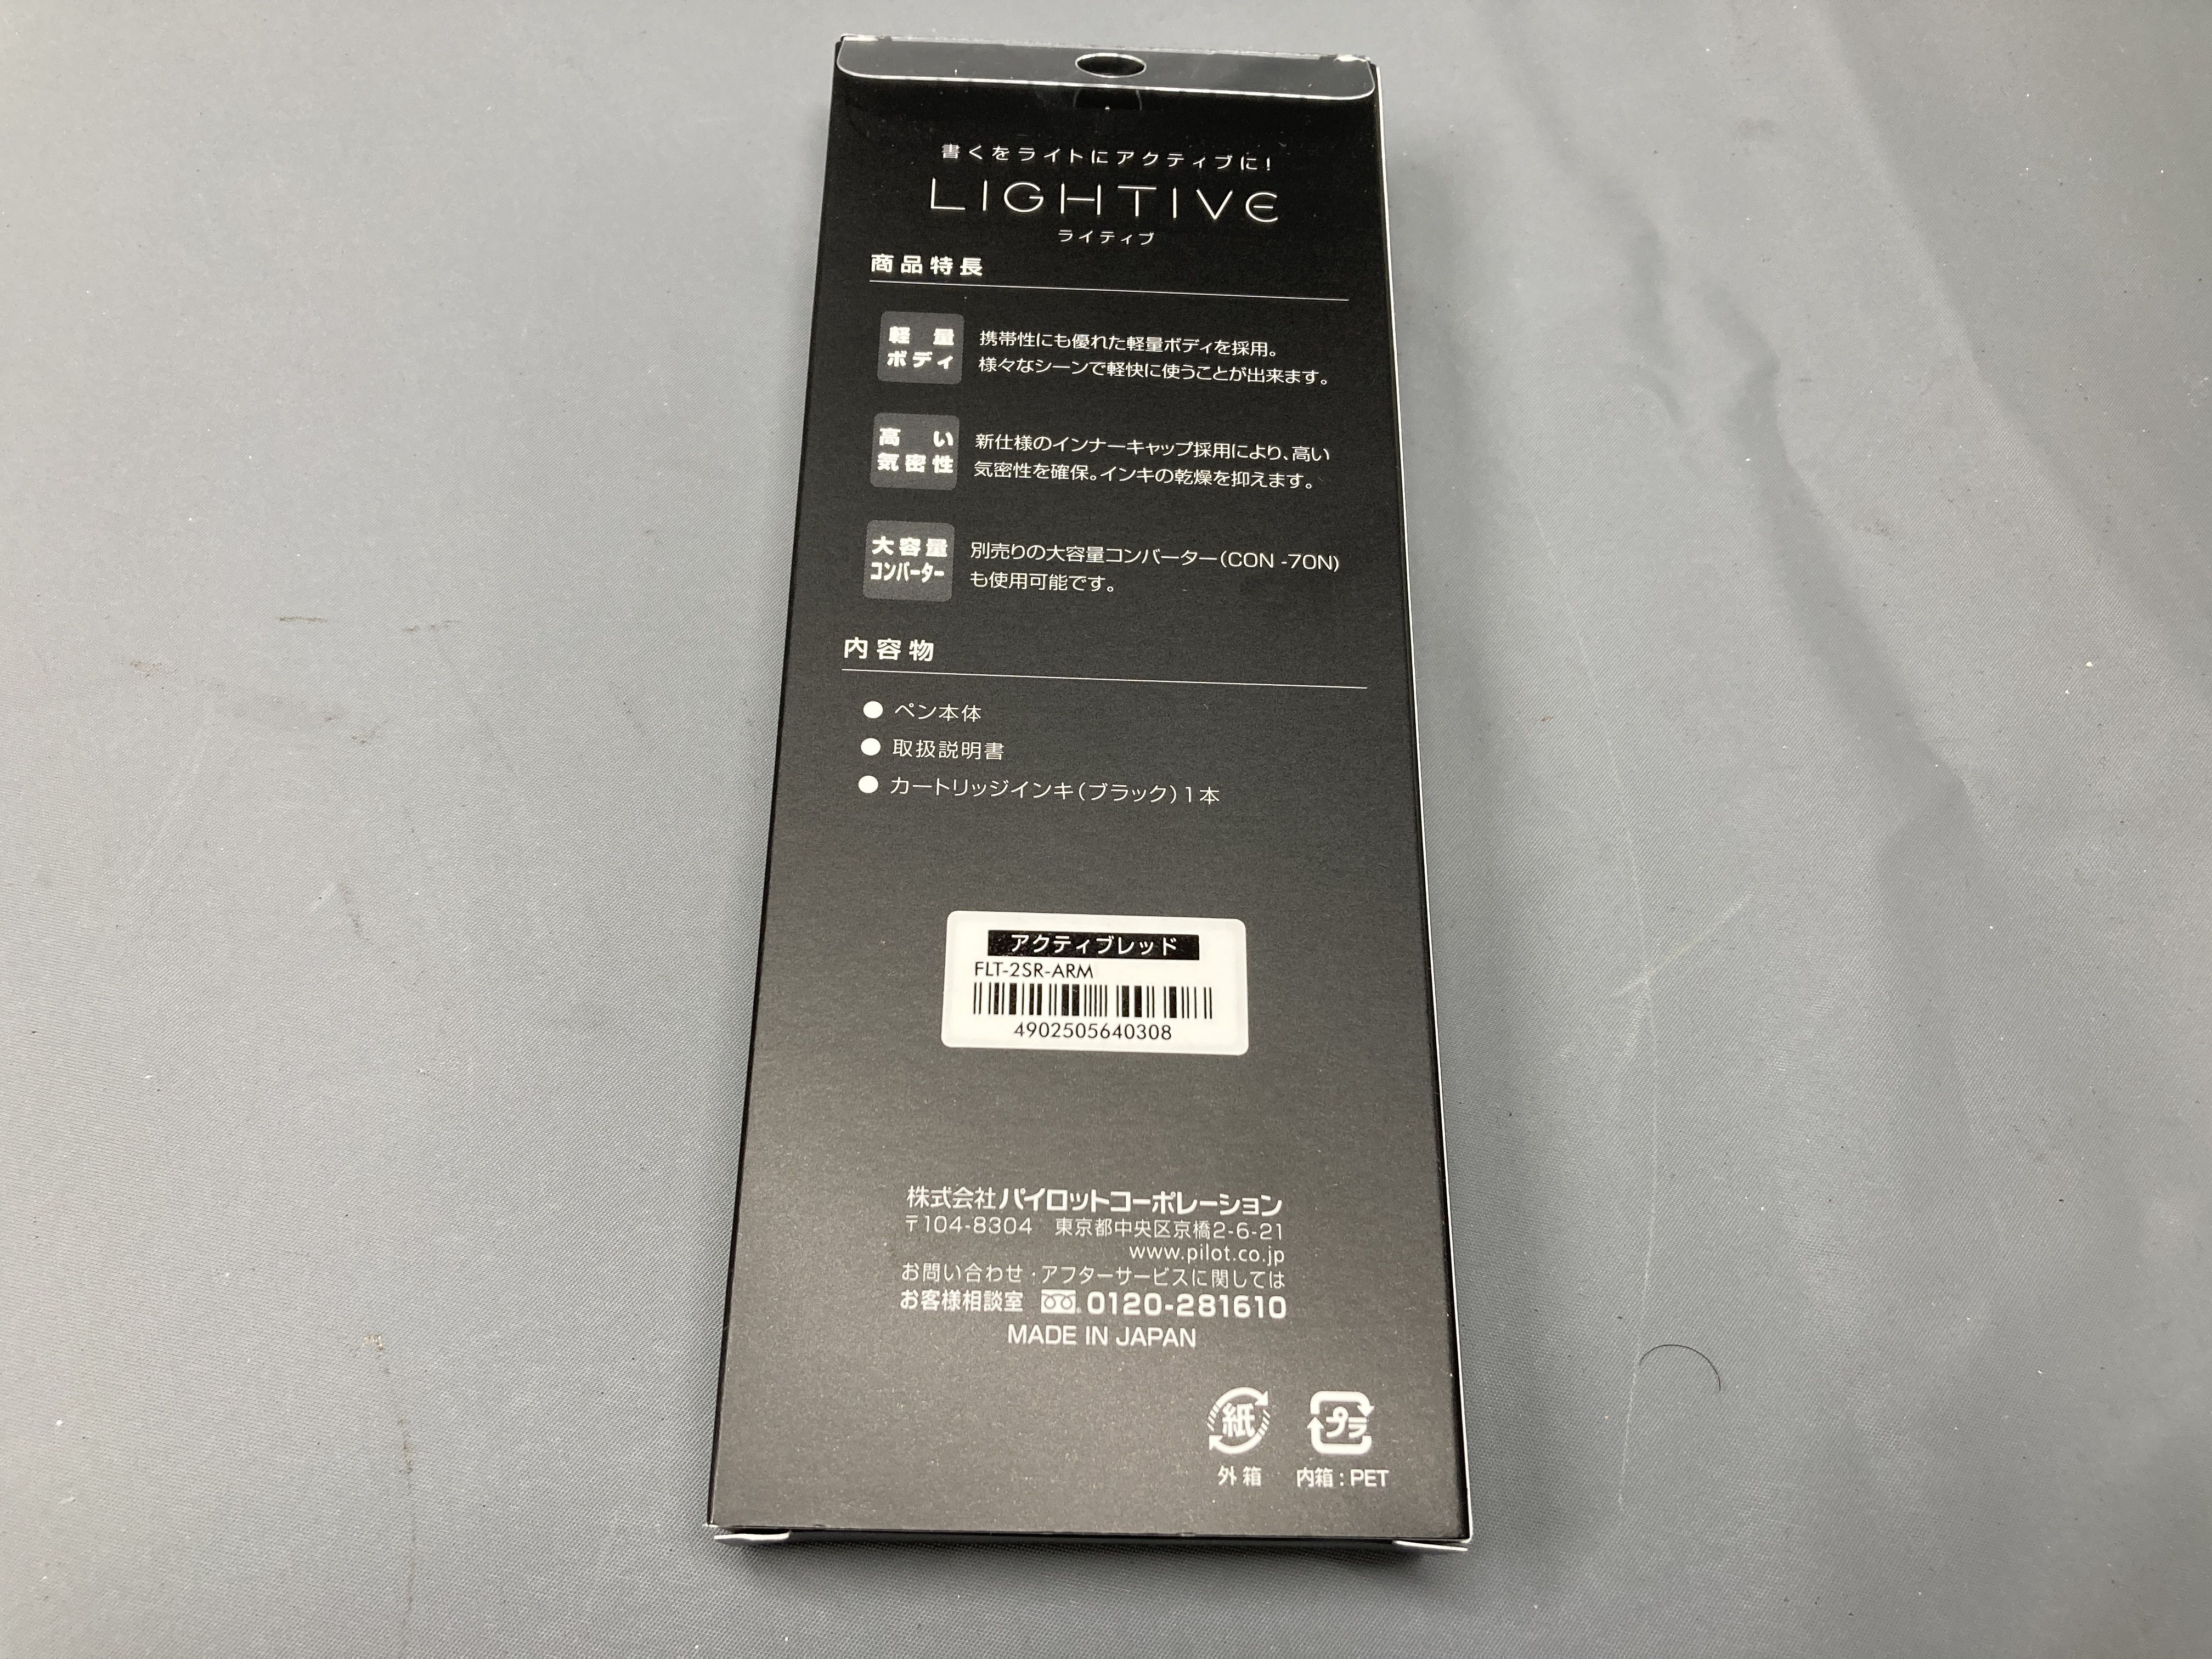 書くをライトにアクティブに!
LIGHTIVE
ライティブ
商品特長
軽量
ボディ
携帯性にも優れた軽量ボディを採用。
様々なシーンで軽快に使うことが出来ます。
高い
気密性
新仕様のインナーキャップ採用により、高い
気密性を確保。インキの乾燥を抑えます。
大容量
コンバーター
別売りの大容量コンバーター(CON -70N)
も使用可能です。
内容物
● ペン本体
● 取扱説明書
● カートリッジインキ(ブラック)1本
アクティブレッド
FLT-2SR-ARM
4902505640308
株式会社パイロットコーポレーション
〒104-8304 東京都中央区京橋2-6-21
www.pilot.co.jp
お問い合わせ・アフターサービスに関しては
お客様相談室 0120-281610
MADE IN JAPAN
紙
外箱
プラ
内箱:PET